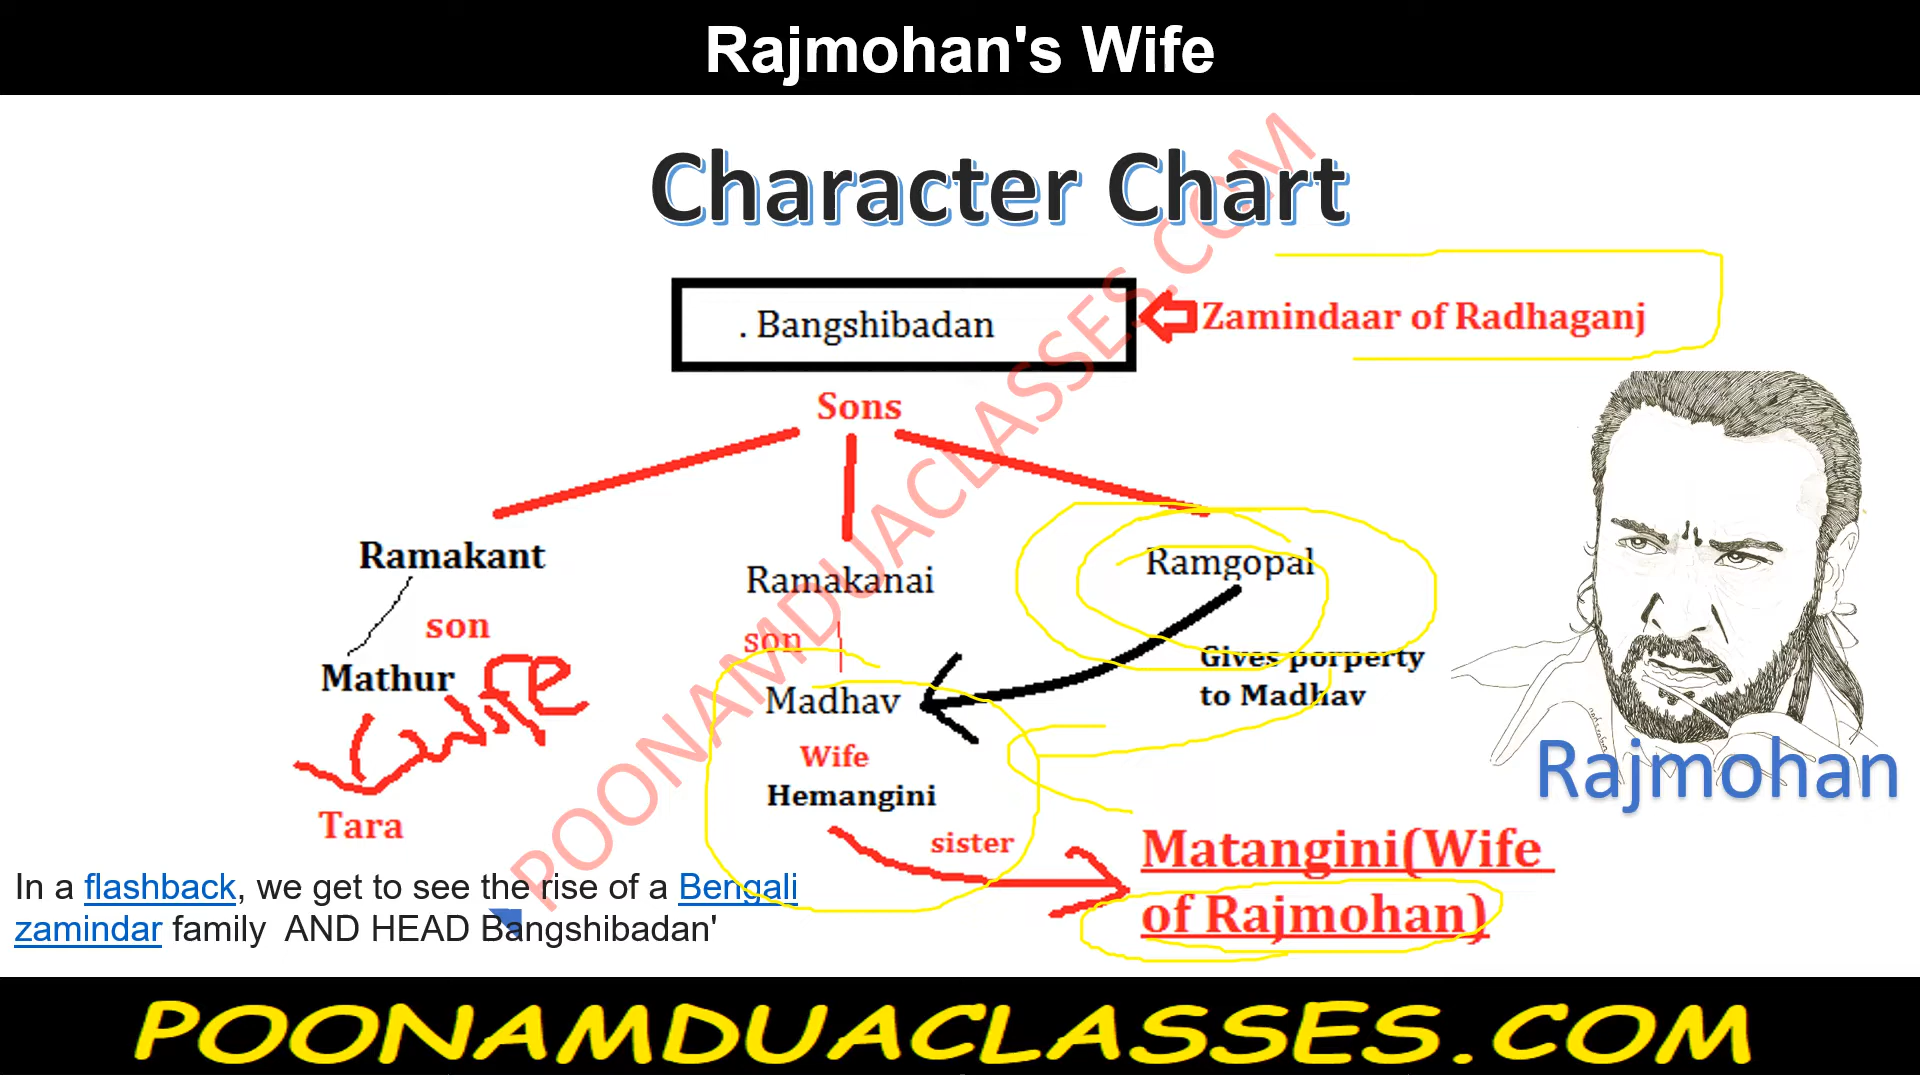 Rajmohan's Wife
Character Chart
. Bangshibadan
Zamindaar of Radhaganj
Sons
Ramakant
Ramakanai
Ramgopal
son
son
Mathur
wife
Madhav
Gives porperty
to Madhav
Wife
Hemangini
Rajmohan
Tara
sister
Matangini(Wife
of Rajmohan)
In a flashback, we get to see the rise of a Bengali
zamindar family AND HEAD Bangshibadan'
POONAMDUACLASSES.COM
POONAMDUACLASSES.COM